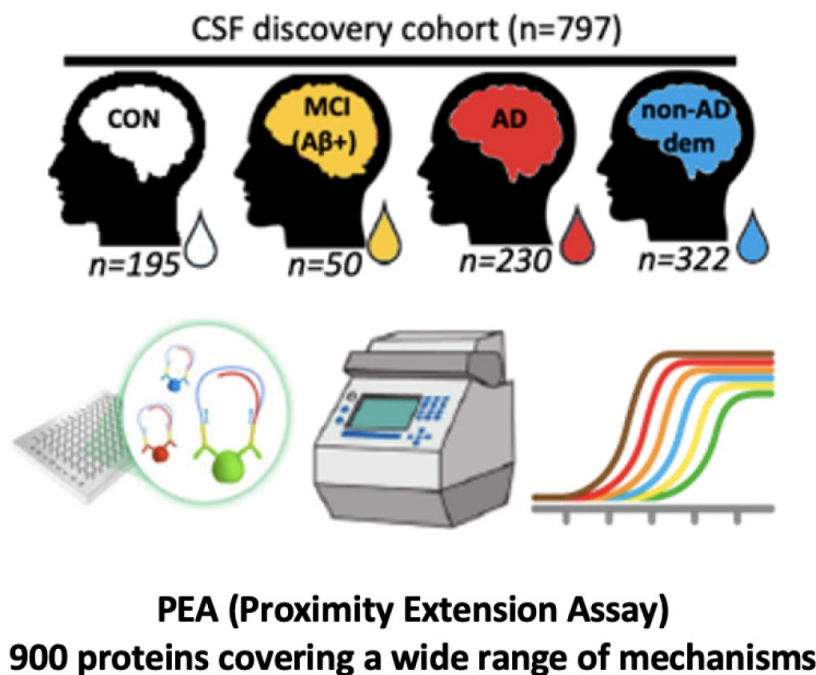 CSF discovery cohort (n=797)
CON
MCI
(Aβ+)
AD
non-AD
dem
n=195
n=50
n=230
n=322
PEA (Proximity Extension Assay)
900 proteins covering a wide range of mechanisms